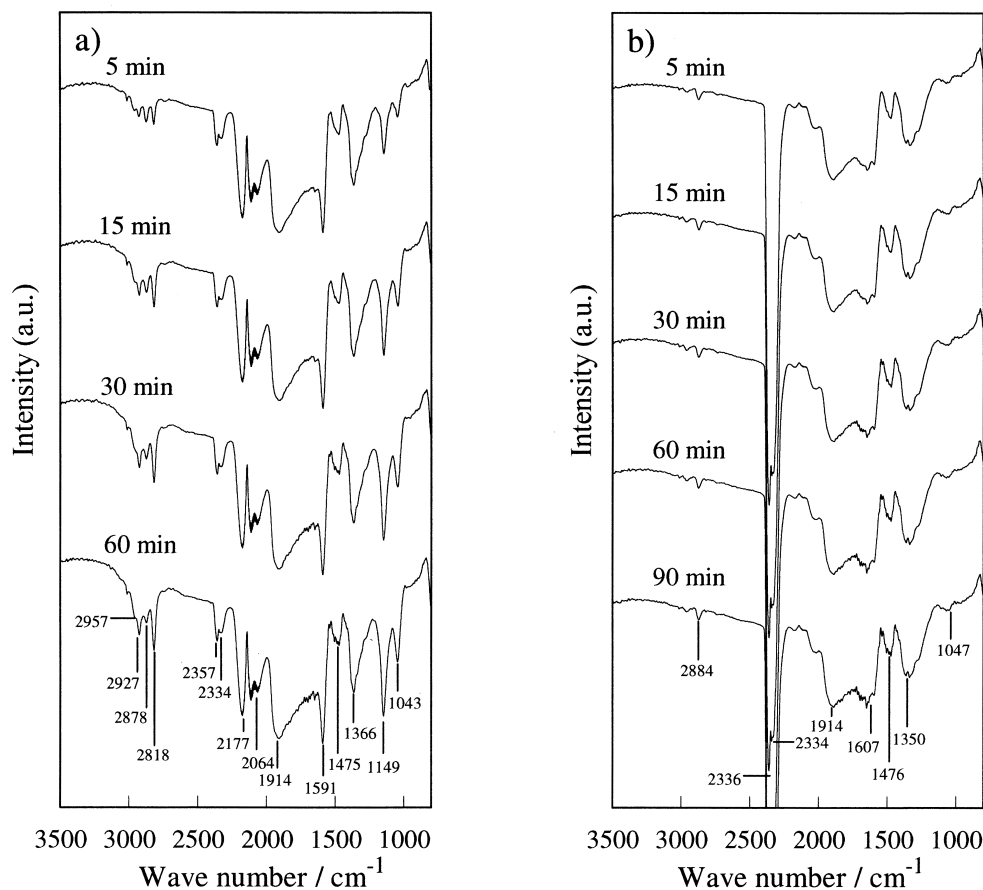 a)
5 min
15 min
30 min
60 min
2957
2927
2878
2818
2357
2334
2177
2064
1914
1591
1475
1366
1149
1043
Intensity (a.u.)
3500 3000 2500 2000 1500 1000
Wave number / cm-1
b)
5 min
15 min
30 min
60 min
90 min
2884
2336
2334
1914
1607
1476
1350
1047
Intensity (a.u.)
3500 3000 2500 2000 1500 1000
Wave number / cm-1